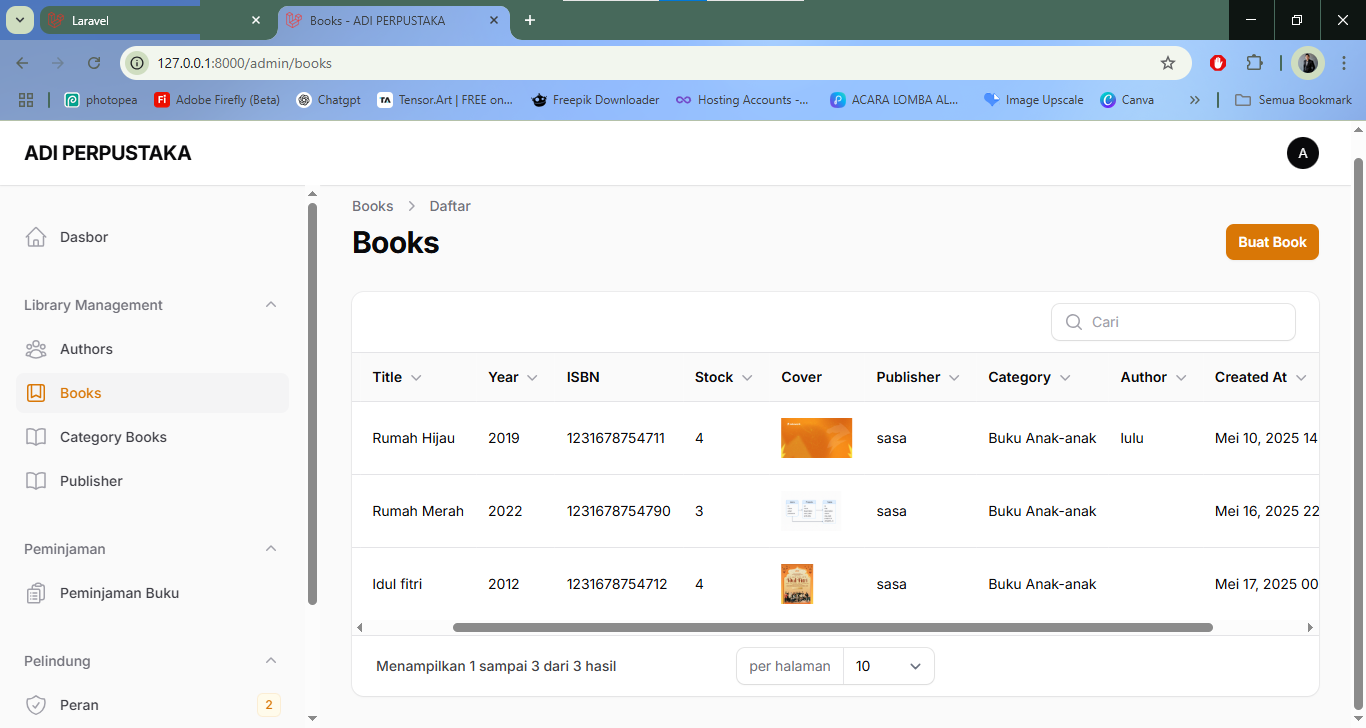 Laravel
Books - ADI PERPUSTAKA
127.0.0.1:8000/admin/books
photopea
Adobe Firefly (Beta)
Chatgpt
Tensor.Art | FREE on...
Freepik Downloader
Hosting Accounts -...
ACARA LOMBA AL...
Image Upscale
Canva
Semua Bookmark
ADI PERPUSTAKA
A
Dasbor
Library Management
Authors
Books
Category Books
Publisher
Peminjaman
Peminjaman Buku
Pelindung
Peran 2
Books > Daftar
Books
Buat Book
Cari
Title Year ISBN Stock Cover Publisher Category Author Created At
Rumah Hijau 2019 1231678754711 4 sasa Buku Anak-anak lulu Mei 10, 2025 14
Rumah Merah 2022 1231678754790 3 sasa Buku Anak-anak Mei 16, 2025 22
Idul fitri 2012 1231678754712 4 sasa Buku Anak-anak Mei 17, 2025 00
Menampilkan 1 sampai 3 dari 3 hasil
per halaman 10